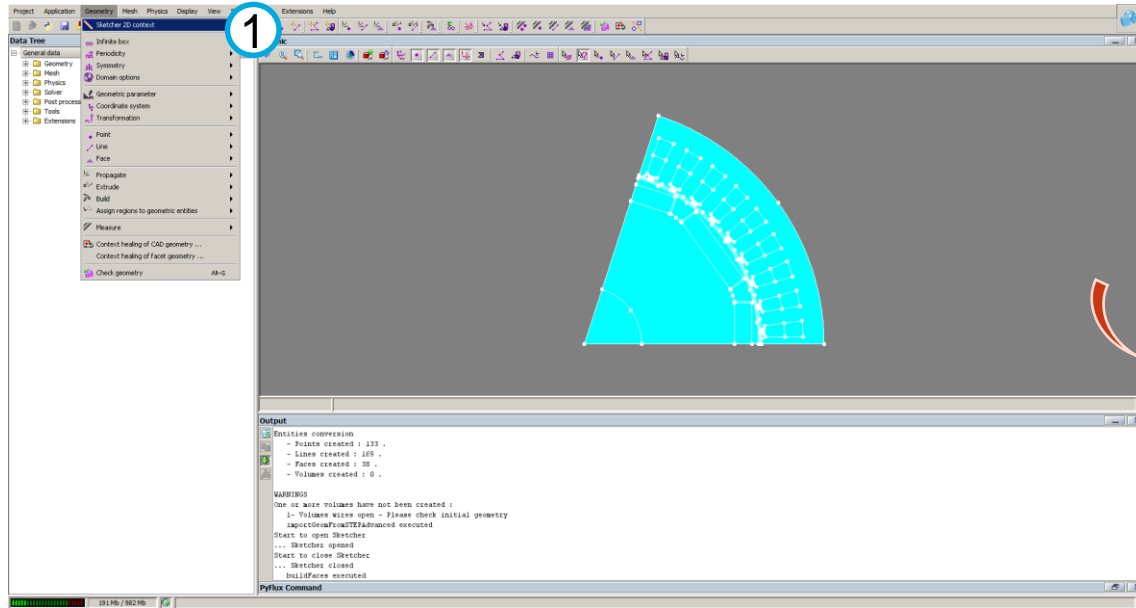 Project Application Geometry Mesh Physics Display View Extensions Help
Sketcher 2D context
1
Data Tree
General data
Geometry
Mesh
Physics
Solver
Post process
Tools
Extensions
Infinite box
Periodicity
Symmetry
Domain options
Geometric parameter
Coordinate system
Transformation
Point
Line
Face
Propagate
Extrude
Build
Assign regions to geometric entities
Measure
Context healing of CAD geometry ...
Context healing of facet geometry ...
Check geometry Alt-G
Output
Entities conversion
- Points created : 133 .
- Lines created : 169 .
- Faces created : 38 .
- Volumes created : 0 .
WARNINGS
One or more volumes have not been created :
1- Volumes wires open - Please check initial geometry
importGeomFromSTEPAdvanced executed
Start to open Sketcher
... Sketcher opened
Start to close Sketcher
... Sketcher closed
buildFaces executed
PyFlux Command
191 Mb / 982 Mb